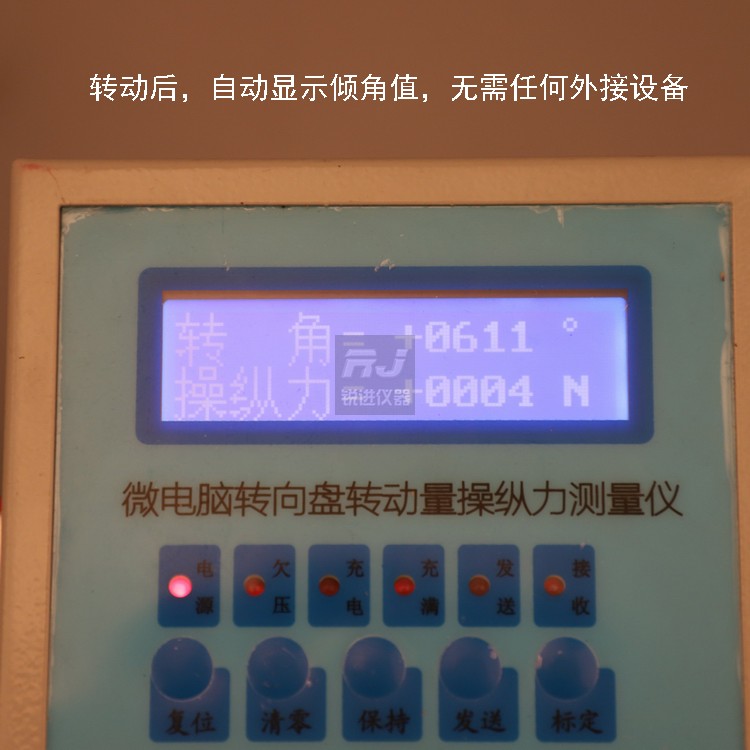 转动后，自动显示倾角值，无需任何外接设备
转 角= +0611 °
操纵力= +0004 N
RJ
锐进仪器
微电脑转向盘转动量操纵力测量仪
电源 欠压 充电 充满 发送 接收
复位 清零 保持 发送 标定